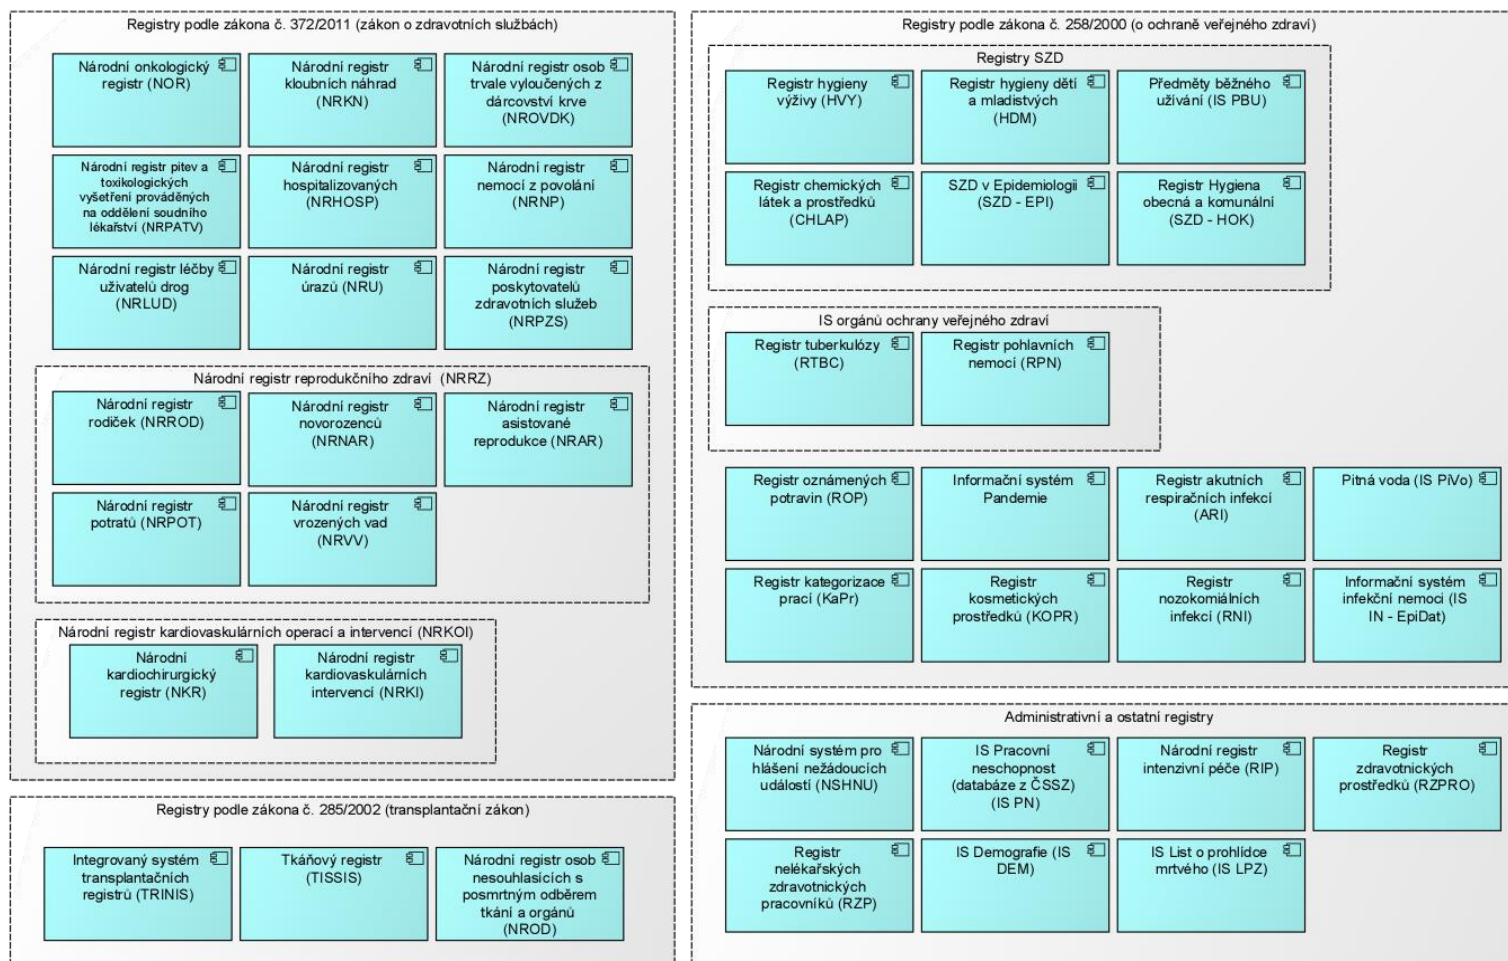 Registry podle zákona č. 372/2011 (zákon o zdravotních službách)
Národní onkologický
registr (NOR)
Národní registr
kloubních náhrad
(NRKN)
Národní registr osob
trvale vyloučených z
dárcovství krve
(NROVDK)
Národní registr pitev a
toxikologických
vyšetření prováděných
na oddělení soudního
lékařství (NRPATV)
Národní registr
hospitalizovaných
(NRHOSP)
Národní registr
nemocí z povolání
(NRNP)
Národní registr léčby
uživatelů drog
(NRLUD)
Národní registr
úrazů (NRU)
Národní registr
poskytovatelů
zdravotních služeb
(NRPZS)
Národní registr reprodukčního zdraví (NRRZ)
Národní registr
rodiček (NRROD)
Národní registr
novorozenců
(NRNAR)
Národní registr
asistované
reprodukce (NRAR)
Národní registr
potratů (NRPOT)
Národní registr
vrozených vad
(NRVV)
Národní registr kardiovaskulárních operací a intervencí (NRKOI)
Národní
kardiochirurgický
registr (NKR)
Národní registr
kardiovaskulárních
intervencí (NRKI)
Registry podle zákona č. 285/2002 (transplantační zákon)
Integrovaný systém
transplantačních
registrů (TRINIS)
Tkáňový registr
(TISSIS)
Národní registr osob
nesouhlasících s
posmrtným odběrem
tkání a orgánů
(NROD)
Registry podle zákona č. 258/2000 (o ochraně veřejného zdraví)
Registry SZD
Registr hygieny
výživy (HVY)
Registr hygieny dětí
a mladistvých
(HDM)
Předměty běžného
užívání (IS PBU)
Registr chemických
látek a prostředků
(CHLAP)
SZD v Epidemiologii
(SZD - EPI)
Registr Hygiena
obecná a komunální
(SZD - HOK)
IS orgánů ochrany veřejného zdraví
Registr tuberkulózy
(RTBC)
Registr pohlavních
nemocí (RPN)
Registr oznámených
potravin (ROP)
Informační systém
Pandemie
Registr akutních
respiračních infekcí
(ARI)
Pitná voda (IS PiVo)
Registr kategorizace
prací (KaPr)
Registr
kosmetických
prostředků (KOPR)
Registr
nozokomiálních
infekcí (RNI)
Informační systém
infekční nemoci (IS
IN - EpiDat)
Administrativní a ostatní registry
Národní systém pro
hlášení nežádoucích
událostí (NSHNU)
IS Pracovní
neschopnost
(databáze z ČSSZ)
(IS PN)
Národní registr
intenzivní péče (RIP)
Registr
zdravotnických
prostředků (RZPRO)
Registr
nelékařských
zdravotnických
pracovníků (RZP)
IS Demografie (IS
DEM)
IS List o prohlídce
mrtvého (IS LPZ)